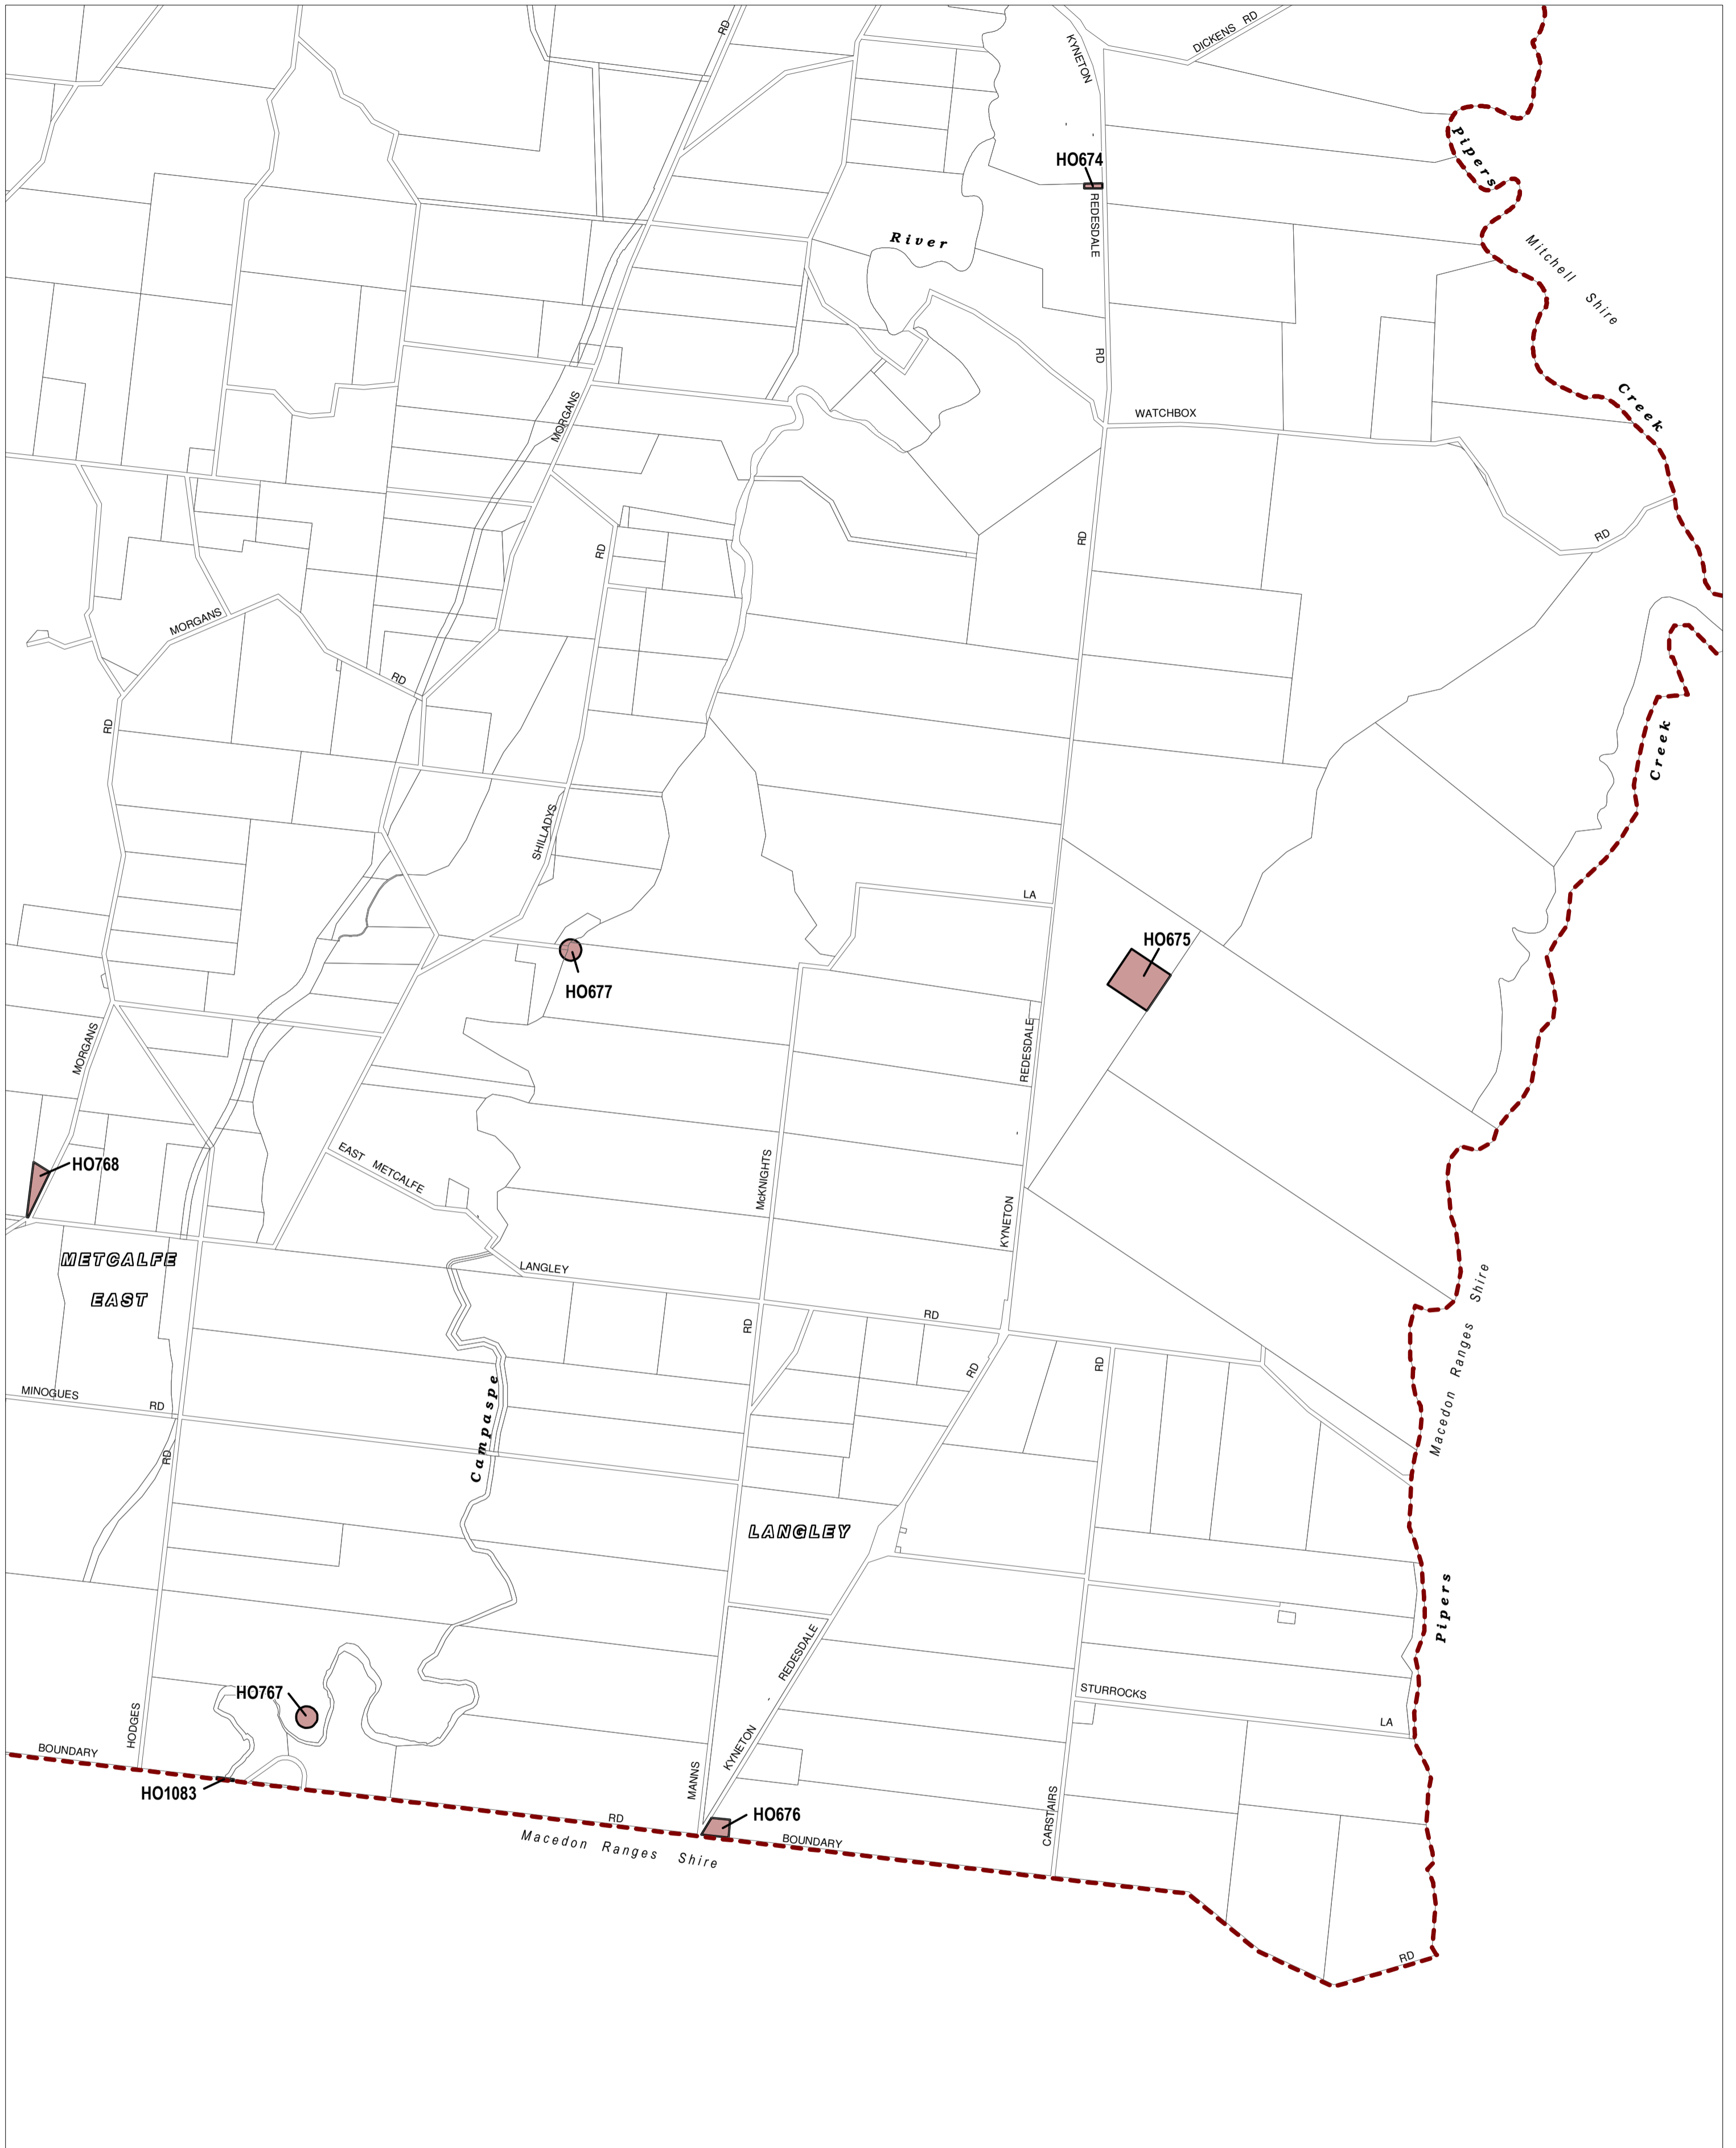 RD
KYNETON
DICKENS RD
Pipers
HO674
REDESDALE
River
Mitchell Shire
RD
Creek
MORGANS
WATCHBOX
RD
RD
RD
MORGANS
RD
RD
Creek
SHILLADYS
LA
HO675
HO677
MORGANS
REDESDALE
HO768
EAST METCALFE
McKNIGHTS
KYNETON
METCALFE
EAST
LANGLEY
RD
RD
RD
RD
Macedon Ranges Shire
MINOGUES
RD
RD
Campaspe
LANGLEY
Pipers
REDESDALE
STURROCKS
LA
HO767
HODGES
BOUNDARY
KYNETON
MANNS
HO1083
HO676
RD
BOUNDARY
CARSTAIRS
Macedon Ranges Shire
RD